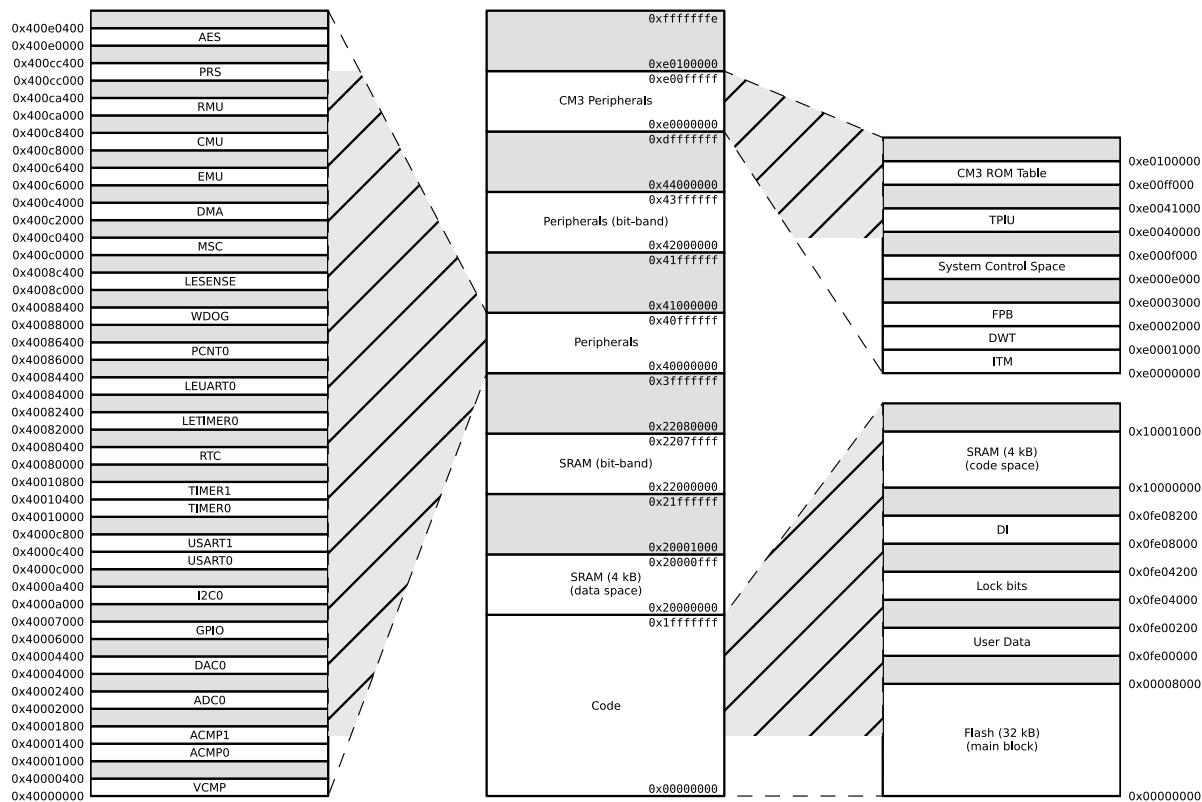 0x400e0400
AES
0x400e0000
0x400cc400
PRS
0x400cc000
0x400ca400
RMU
0x400ca000
0x400c8400
CMU
0x400c8000
0x400c6400
EMU
0x400c6000
0x400c4000
DMA
0x400c2000
0x400c0400
MSC
0x400c0000
0x4008c400
LESENSE
0x4008c000
0x40088400
WDOG
0x40088000
0x40086400
PCNT0
0x40086000
0x40084400
LEUART0
0x40084000
0x40082400
LETIMER0
0x40082000
0x40080400
RTC
0x40080000
0x40010800
TIMER1
0x40010400
TIMER0
0x40010000
0x4000c800
USART1
0x4000c400
USART0
0x4000c000
0x4000a400
I2C0
0x4000a000
0x40007000
GPIO
0x40006000
0x40004400
DAC0
0x40004000
0x40002400
ADC0
0x40002000
0x40001800
ACMP1
0x40001400
ACMP0
0x40001000
0x40000400
VCMP
0x40000000
0xfffffffe
0xe0100000
0xe00fffff
CM3 Peripherals
0xe0000000
0xdfffffff
0x44000000
0x43ffffff
Peripherals (bit-band)
0x42000000
0x41ffffff
0x41000000
0x40ffffff
Peripherals
0x40000000
0x3fffffff
0x22080000
0x2207ffff
SRAM (bit-band)
0x22000000
0x21ffffff
0x20001000
0x20000fff
SRAM (4 kB)
(data space)
0x20000000
0x1fffffff
Code
0x00000000
0xe0100000
CM3 ROM Table
0xe00ff000
0xe0041000
TPIU
0xe0040000
0xe000f000
System Control Space
0xe000e000
0xe0003000
FPB
0xe0002000
DWT
0xe0001000
ITM
0xe0000000
0x10001000
SRAM (4 kB)
(code space)
0x10000000
0x0fe08200
DI
0x0fe08000
0x0fe04200
Lock bits
0x0fe04000
0x0fe00200
User Data
0x0fe00000
0x00008000
Flash (32 kB)
(main block)
0x00000000